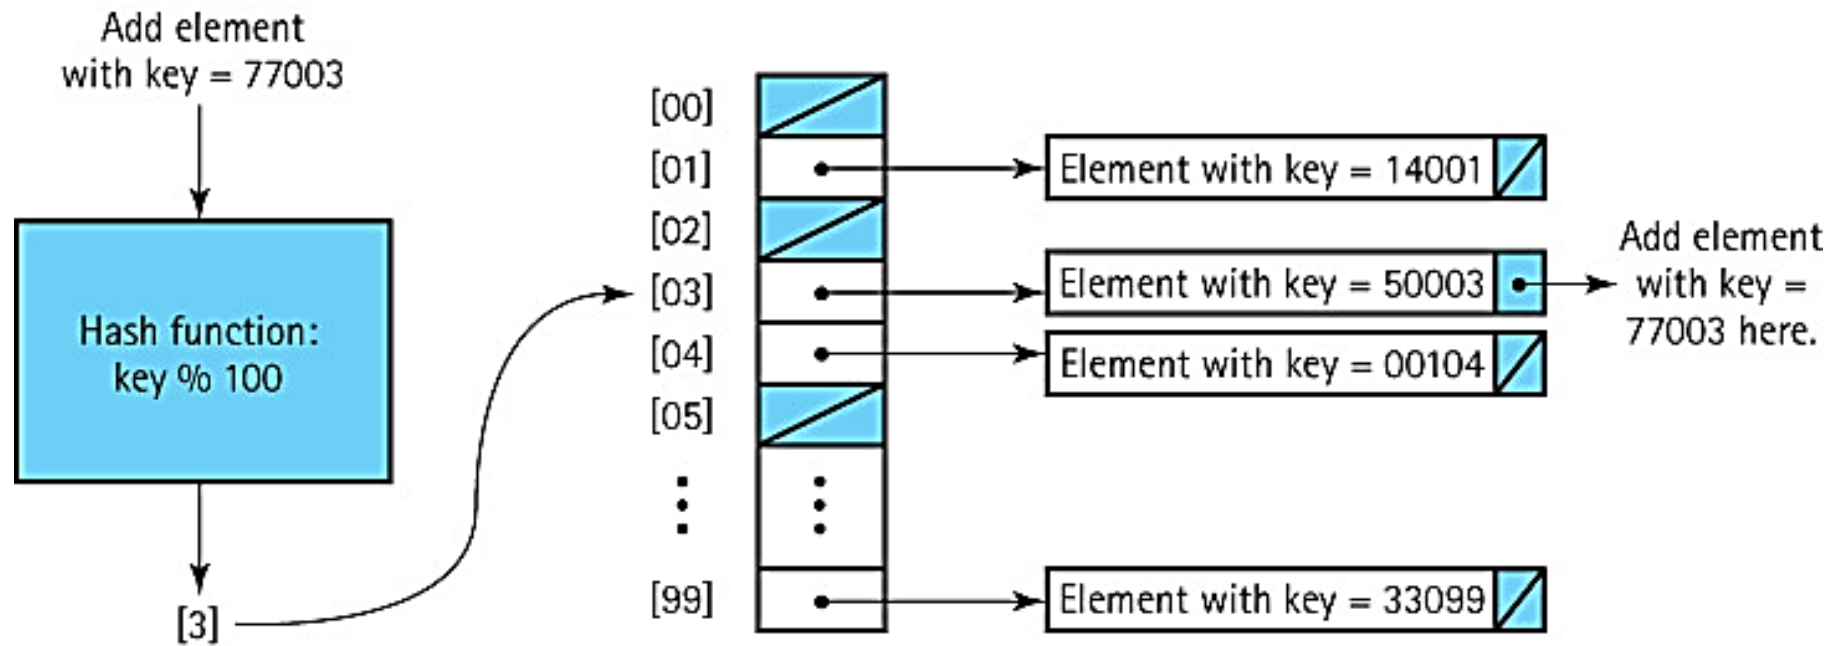 Add element
with key = 77003
Hash function:
key % 100
[3]
[00]
[01]
[02]
[03]
[04]
[05]
[99]
Element with key = 14001
Element with key = 50003
Element with key = 00104
Element with key = 33099
Add element
with key =
77003 here.